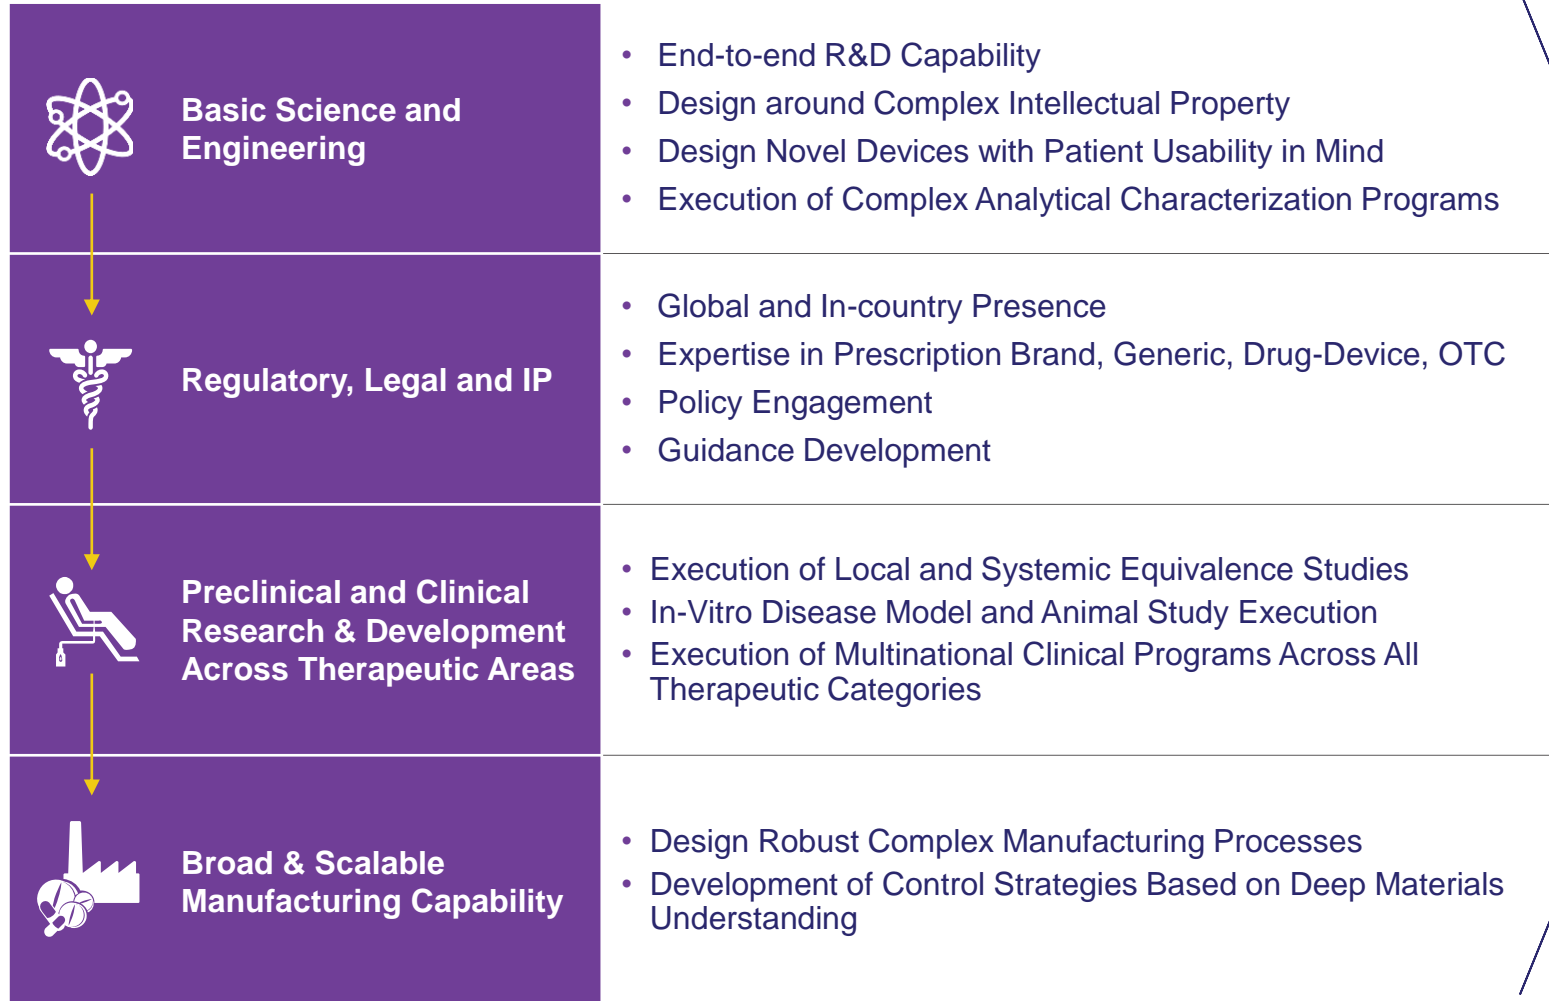 Basic Science and
Engineering
• End-to-end R&D Capability
• Design around Complex Intellectual Property
• Design Novel Devices with Patient Usability in Mind
• Execution of Complex Analytical Characterization Programs
Regulatory, Legal and IP
• Global and In-country Presence
• Expertise in Prescription Brand, Generic, Drug-Device, OTC
• Policy Engagement
• Guidance Development
Preclinical and Clinical
Research & Development
Across Therapeutic Areas
• Execution of Local and Systemic Equivalence Studies
• In-Vitro Disease Model and Animal Study Execution
• Execution of Multinational Clinical Programs Across All
Therapeutic Categories
Broad & Scalable
Manufacturing Capability
• Design Robust Complex Manufacturing Processes
• Development of Control Strategies Based on Deep Materials
Understanding